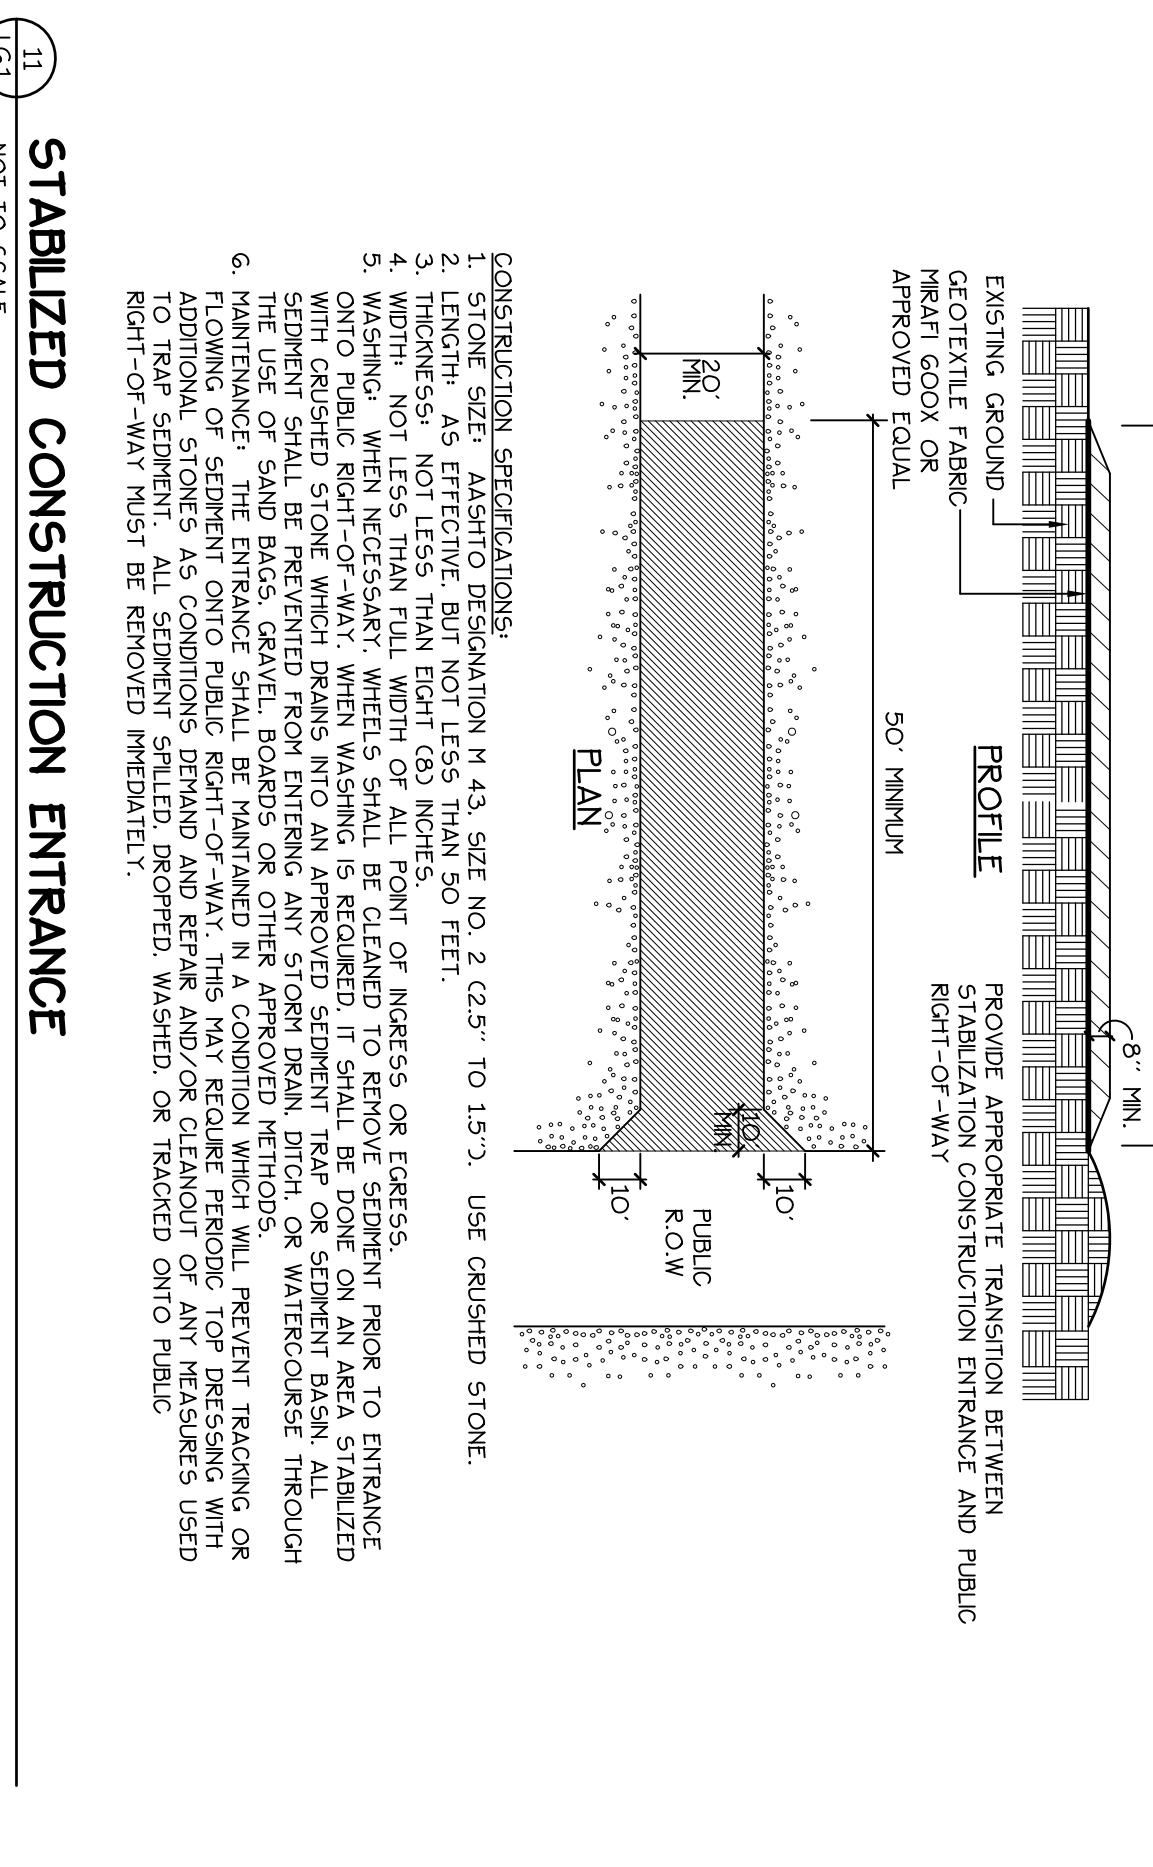 8" MIN.
EXISTING GROUND
GEOTEXTILE FABRIC
MIRAFI 600X OR
APPROVED EQUAL
PROFILE
PROVIDE APPROPRIATE TRANSITION BETWEEN
STABILIZATION CONSTRUCTION ENTRANCE AND PUBLIC
RIGHT-OF-WAY
50' MINIMUM
20'
MIN.
10'
10
MIN.
PUBLIC
R.O.W
10'
PLAN
CONSTRUCTION SPECIFICATIONS:
1. STONE SIZE: AASHTO DESIGNATION M 43, SIZE NO. 2 (2.5" TO 1.5"). USE CRUSHED STONE.
2. LENGTH: AS EFFECTIVE, BUT NOT LESS THAN 50 FEET.
3. THICKNESS: NOT LESS THAN EIGHT (8) INCHES.
4. WIDTH: NOT LESS THAN FULL WIDTH OF ALL POINT OF INGRESS OR EGRESS.
5. WASHING: WHEN NECESSARY, WHEELS SHALL BE CLEANED TO REMOVE SEDIMENT PRIOR TO ENTRANCE
ONTO PUBLIC RIGHT-OF-WAY. WHEN WASHING IS REQUIRED, IT SHALL BE DONE ON AN AREA STABILIZED
WITH CRUSHED STONE WHICH DRAINS INTO AN APPROVED SEDIMENT TRAP OR SEDIMENT BASIN. ALL
SEDIMENT SHALL BE PREVENTED FROM ENTERING ANY STORM DRAIN, DITCH, OR WATERCOURSE THROUGH
THE USE OF SAND BAGS, GRAVEL, BOARDS OR OTHER APPROVED METHODS.
6. MAINTENANCE: THE ENTRANCE SHALL BE MAINTAINED IN A CONDITION WHICH WILL PREVENT TRACKING OR
FLOWING OF SEDIMENT ONTO PUBLIC RIGHT-OF-WAY. THIS MAY REQUIRE PERIODIC TOP DRESSING WITH
ADDITIONAL STONES AS CONDITIONS DEMAND AND REPAIR AND/OR CLEANOUT OF ANY MEASURES USED
TO TRAP SEDIMENT. ALL SEDIMENT SPILLED, DROPPED, WASHED, OR TRACKED ONTO PUBLIC
RIGHT-OF-WAY MUST BE REMOVED IMMEDIATELY.
11
STABILIZED CONSTRUCTION ENTRANCE
NOT TO SCALE